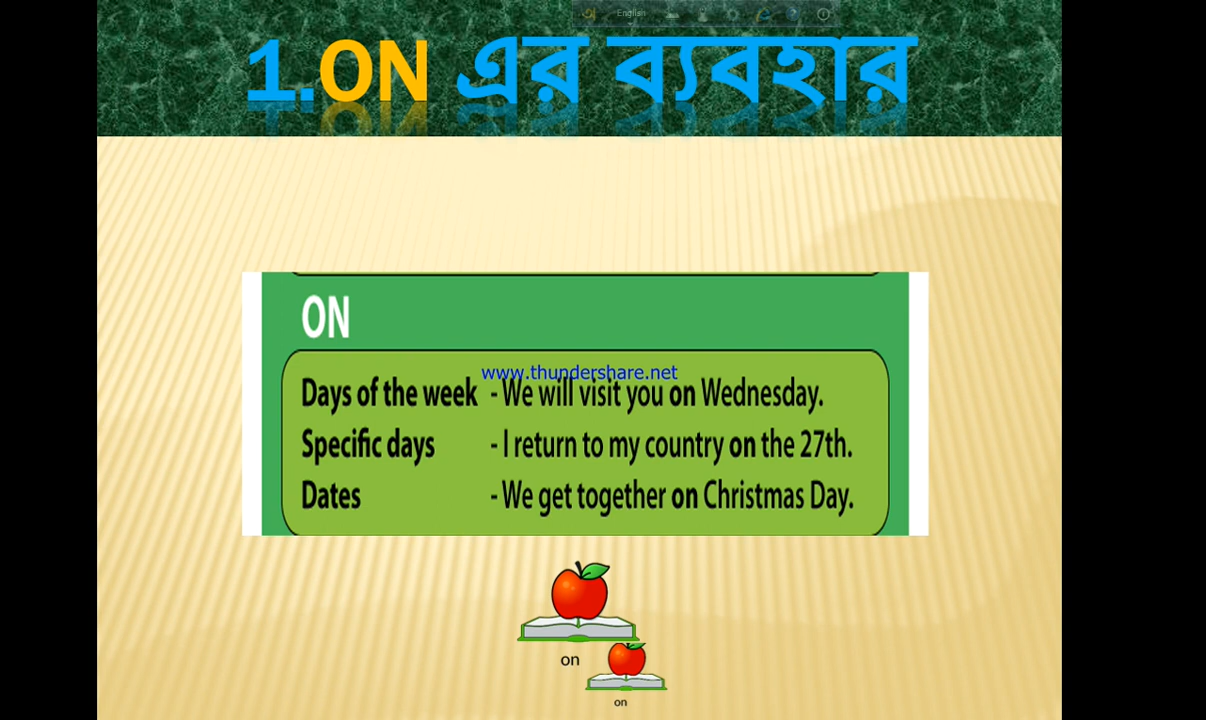 English
1.ON এর ব্যবহার
ON
www.thundershare.net
Days of the week - We will visit you on Wednesday.
Specific days - I return to my country on the 27th.
Dates - We get together on Christmas Day.
on
on